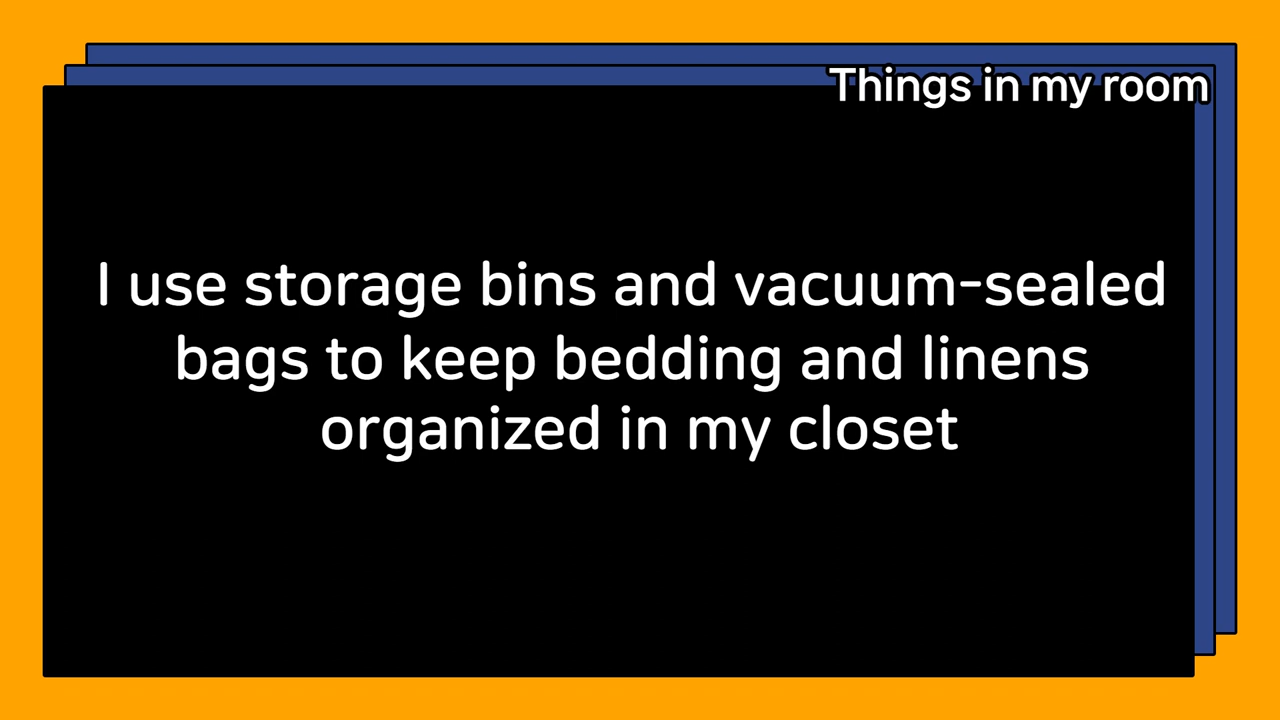 Things in my room
I use storage bins and vacuum-sealed
bags to keep bedding and linens
organized in my closet